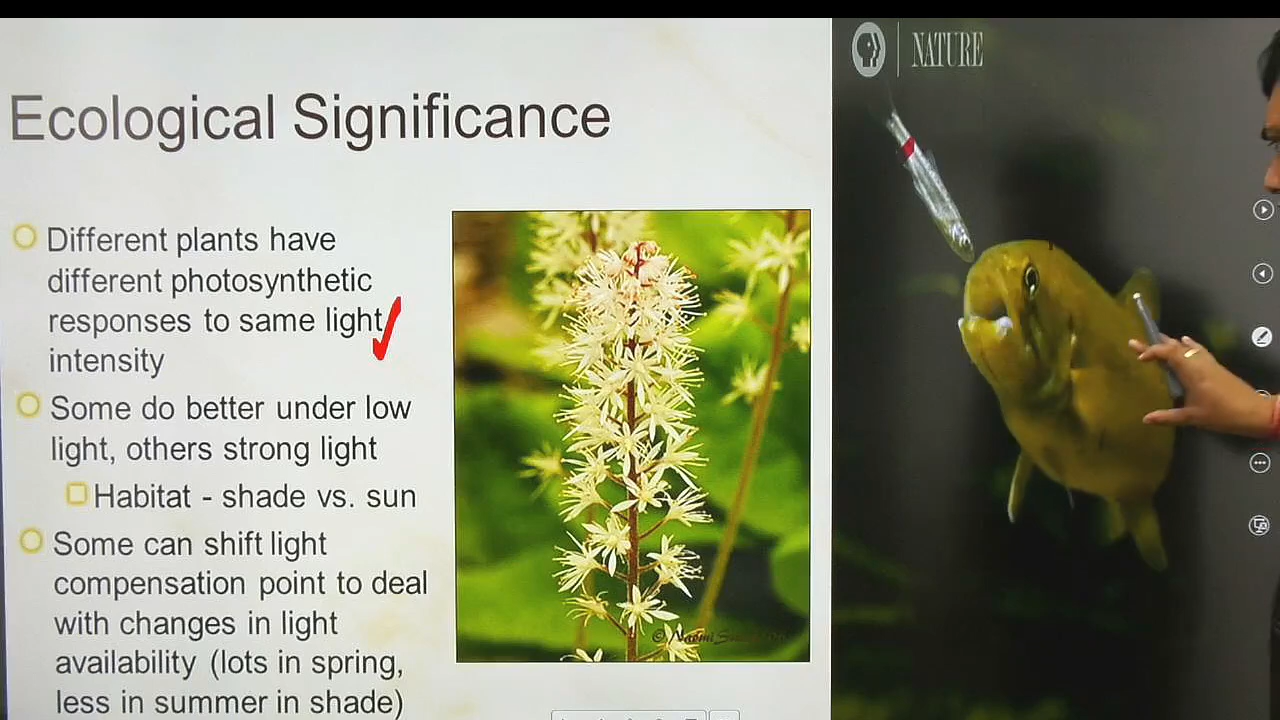 NATURE
Ecological Significance
Different plants have
different photosynthetic
responses to same light
intensity
Some do better under low
light, others strong light
Habitat - shade vs. sun
Some can shift light
compensation point to deal
with changes in light
availability (lots in spring,
less in summer in shade)